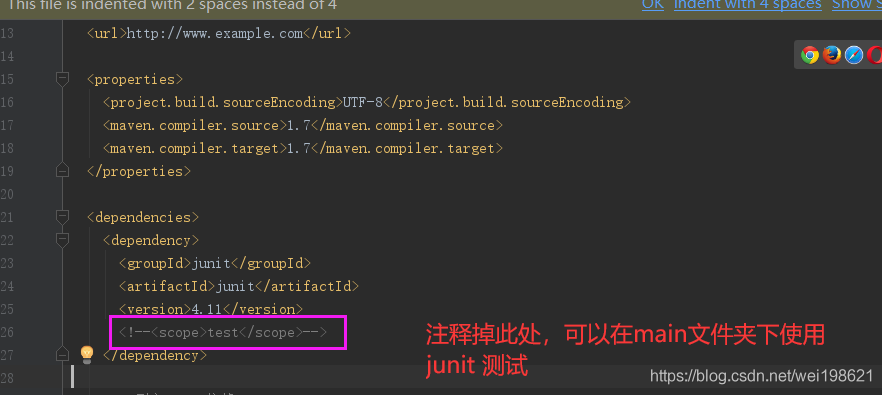 This file is indented with 2 spaces instead of 4 OK Indent with 4 spaces Show S
13 <url>http://www.example.com</url>
14
15 <properties>
16 <project.build.sourceEncoding>UTF-8</project.build.sourceEncoding>
17 <maven.compiler.source>1.7</maven.compiler.source>
18 <maven.compiler.target>1.7</maven.compiler.target>
19 </properties>
20
21 <dependencies>
22 <dependency>
23 <groupId>junit</groupId>
24 <artifactId>junit</artifactId>
25 <version>4.11</version>
26 <!--<scope>test</scope>-->
27 </dependency>
28
注释掉此处，可以在main文件夹下使用
junit 测试
https://blog.csdn.net/wei198621